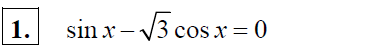 1. sin x − √3 cos x = 0